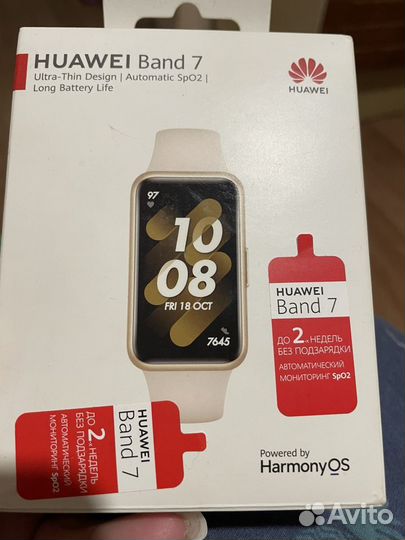 HUAWEI Band 7
Ultra-Thin Design | Automatic SpO2 |
Long Battery Life
HUAWEI
97
10
08
FRI 18 OCT
7645
HUAWEI
Band 7
ДО 2-х НЕДЕЛЬ
БЕЗ ПОДЗАРЯДКИ
АВТОМАТИЧЕСКИЙ
МОНИТОРИНГ SpO2
HUAWEI
Band 7
ДО 2-х НЕДЕЛЬ
БЕЗ ПОДЗАРЯДКИ
АВТОМАТИЧЕСКИЙ
МОНИТОРИНГ SpO2
Powered by
HarmonyOS
Avito